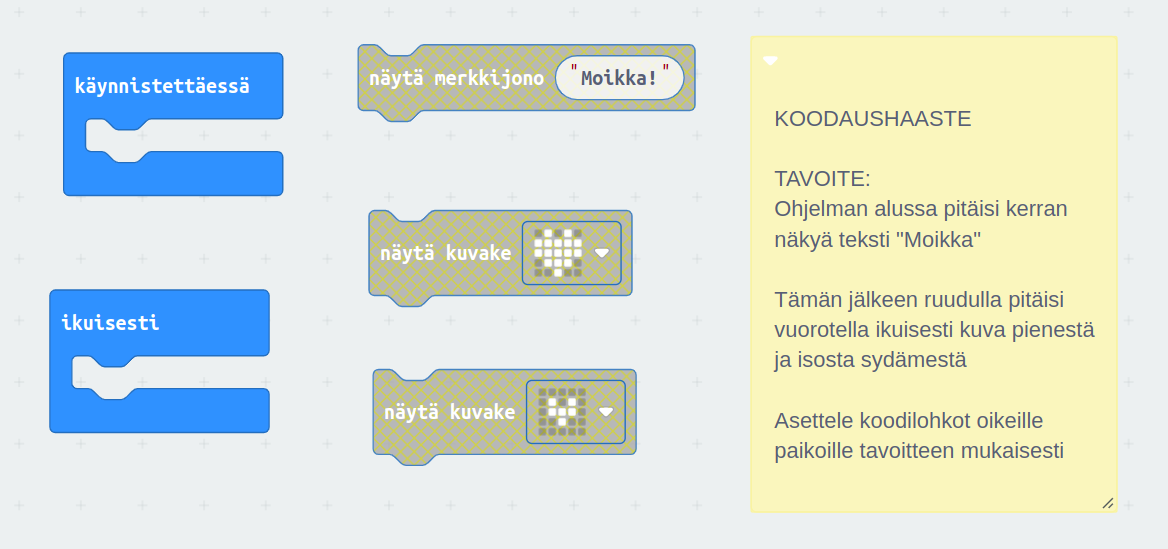 käynnistettäessä
näytä merkkijono "Moikka!"
näytä kuvake
ikuisesti
näytä kuvake
KOODAUSHAASTE
TAVOITE:
Ohjelman alussa pitäisi kerran
näkyä teksti "Moikka"
Tämän jälkeen ruudulla pitäisi
vuorotella ikuisesti kuva pienestä
ja isosta sydämestä
Asettele koodilohkot oikeille
paikoille tavoitteen mukaisesti